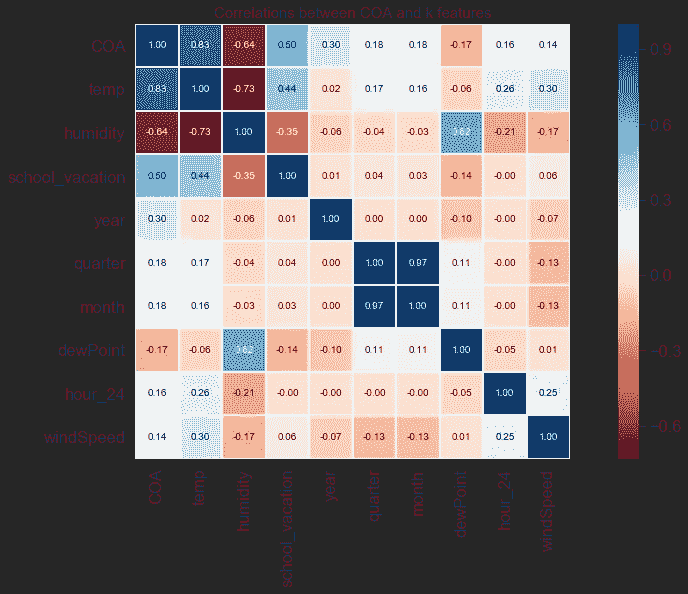 Correlations between COA and k features
COA 1.00 0.83 -0.64 0.50 0.30 0.18 0.18 -0.17 0.16 0.14
temp 0.83 1.00 -0.73 0.44 0.02 0.17 0.16 -0.06 0.26 0.30
humidity -0.64 -0.73 1.00 -0.35 -0.06 -0.04 -0.03 0.62 -0.21 -0.17
school_vacation 0.50 0.44 -0.35 1.00 0.01 0.04 0.03 -0.14 -0.00 0.06
year 0.30 0.02 -0.06 0.01 1.00 0.00 0.00 -0.10 -0.00 -0.07
quarter 0.18 0.17 -0.04 0.04 0.00 1.00 0.97 0.11 -0.00 -0.13
month 0.18 0.16 -0.03 0.03 0.00 0.97 1.00 0.11 -0.00 -0.13
dewPoint -0.17 -0.06 0.62 -0.14 -0.10 0.11 0.11 1.00 -0.05 0.01
hour_24 0.16 0.26 -0.21 -0.00 -0.00 -0.00 -0.00 -0.05 1.00 0.25
windSpeed 0.14 0.30 -0.17 0.06 -0.07 -0.13 -0.13 0.01 0.25 1.00
COA temp humidity school_vacation year quarter month dewPoint hour_24 windSpeed
0.9
0.6
0.3
0.0
-0.3
-0.6